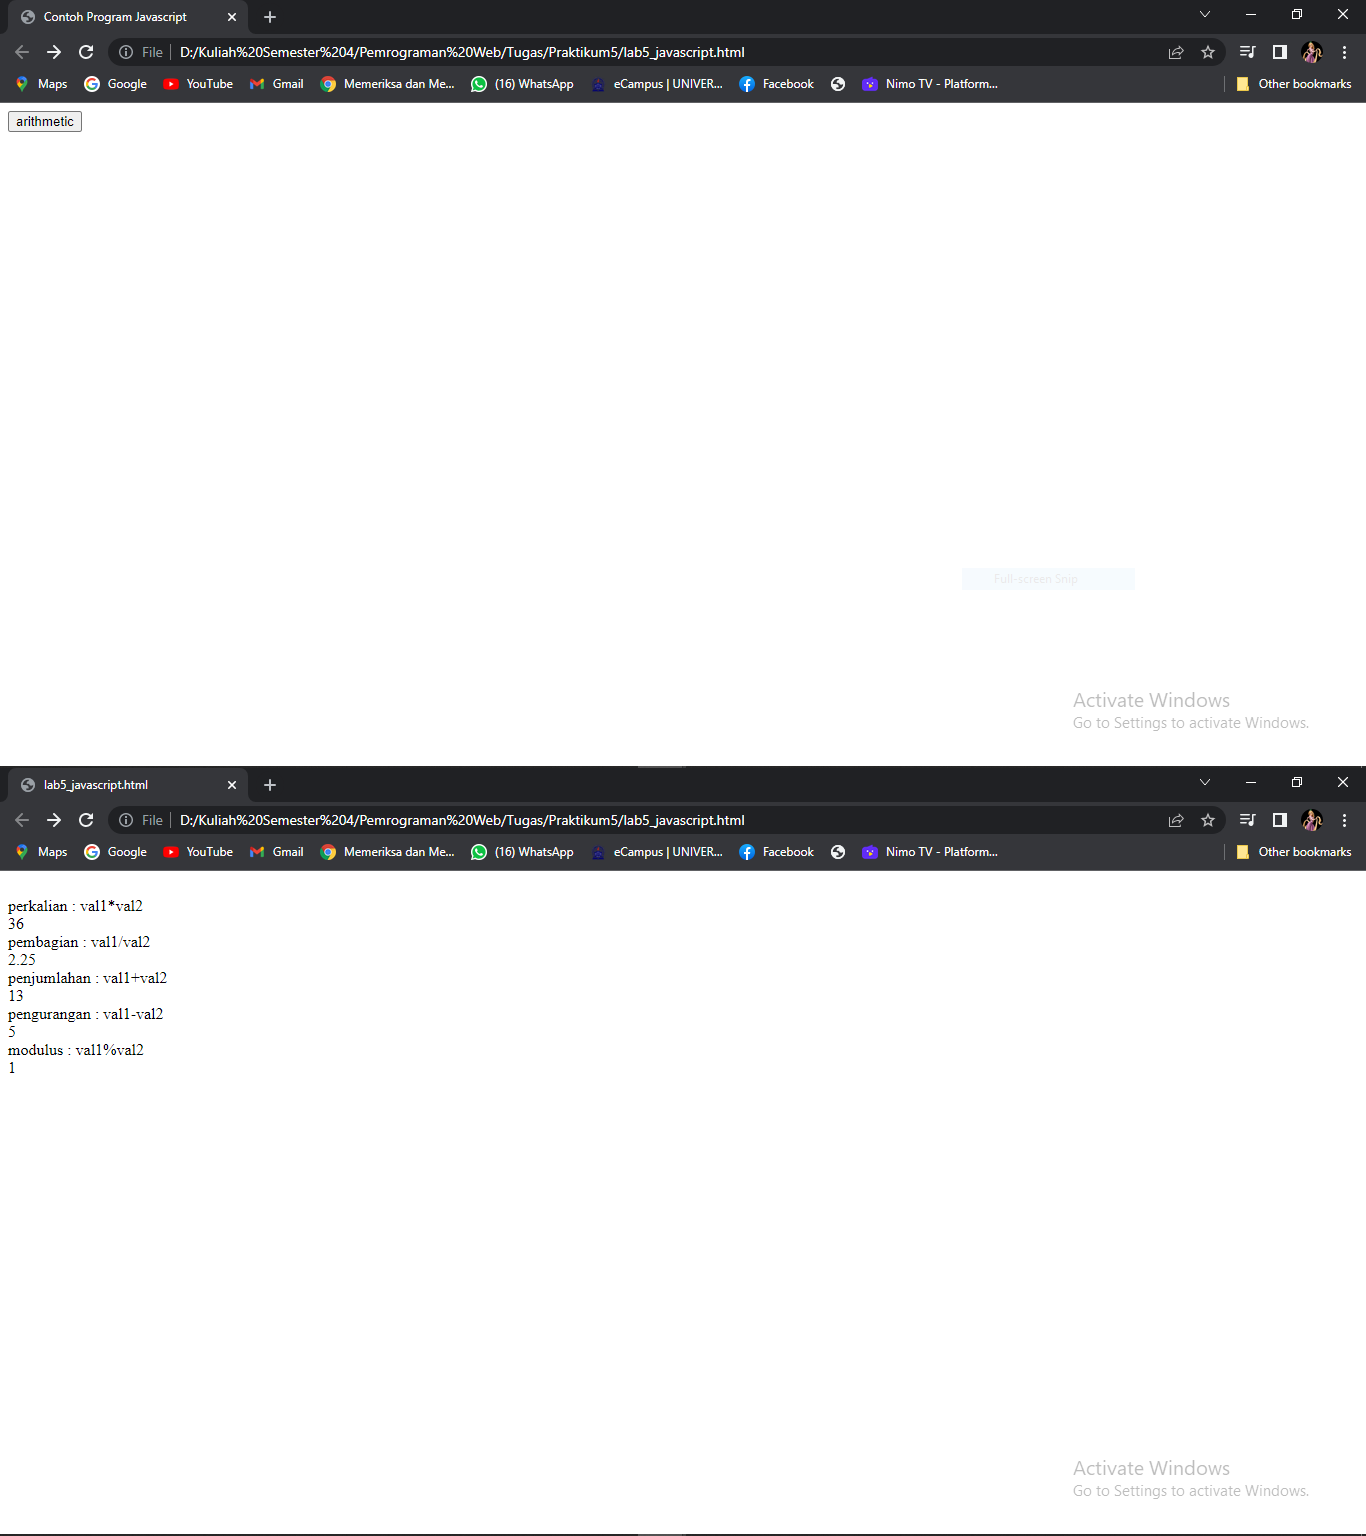 Contoh Program Javascript
File D:/Kuliah%20Semester%204/Pemrograman%20Web/Tugas/Praktikum5/lab5_javascript.html
Maps Google YouTube Gmail Memeriksa dan Me... (16) WhatsApp eCampus | UNIVER... Facebook Nimo TV - Platform... Other bookmarks
arithmetic
Full-screen Snip
Activate Windows
Go to Settings to activate Windows.
lab5_javascript.html
File D:/Kuliah%20Semester%204/Pemrograman%20Web/Tugas/Praktikum5/lab5_javascript.html
Maps Google YouTube Gmail Memeriksa dan Me... (16) WhatsApp eCampus | UNIVER... Facebook Nimo TV - Platform... Other bookmarks
perkalian : val1*val2
36
pembagian : val1/val2
2.25
penjumlahan : val1+val2
13
pengurangan : val1-val2
5
modulus : val1%val2
1
Activate Windows
Go to Settings to activate Windows.